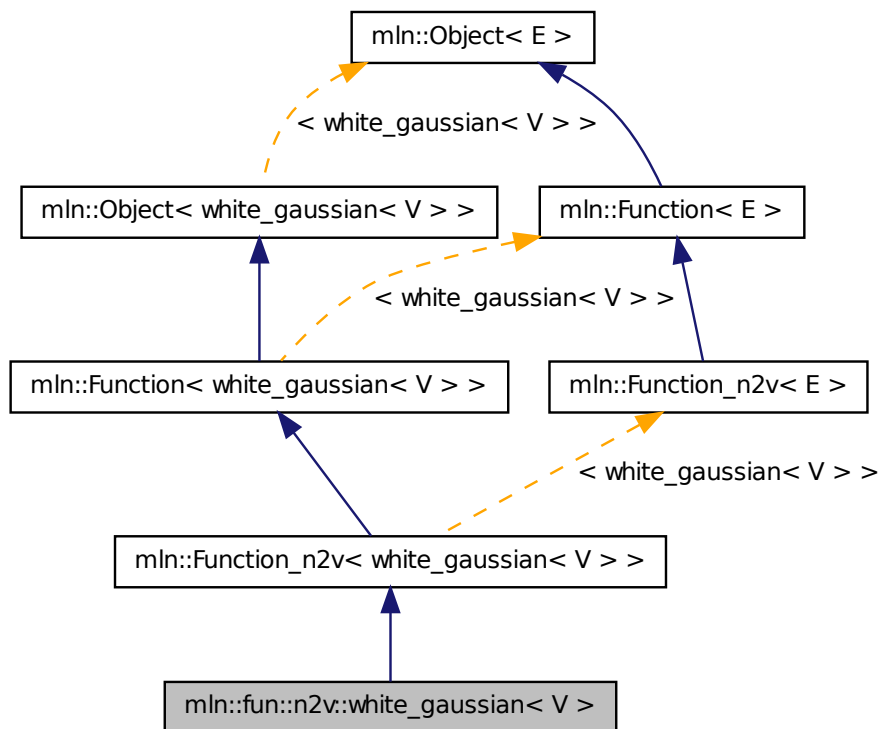 mln::Object< E >
< white_gaussian< V > >
mln::Object< white_gaussian< V > >
mln::Function< E >
< white_gaussian< V > >
mln::Function< white_gaussian< V > >
mln::Function_n2v< E >
< white_gaussian< V > >
mln::Function_n2v< white_gaussian< V > >
mln::fun::n2v::white_gaussian< V >